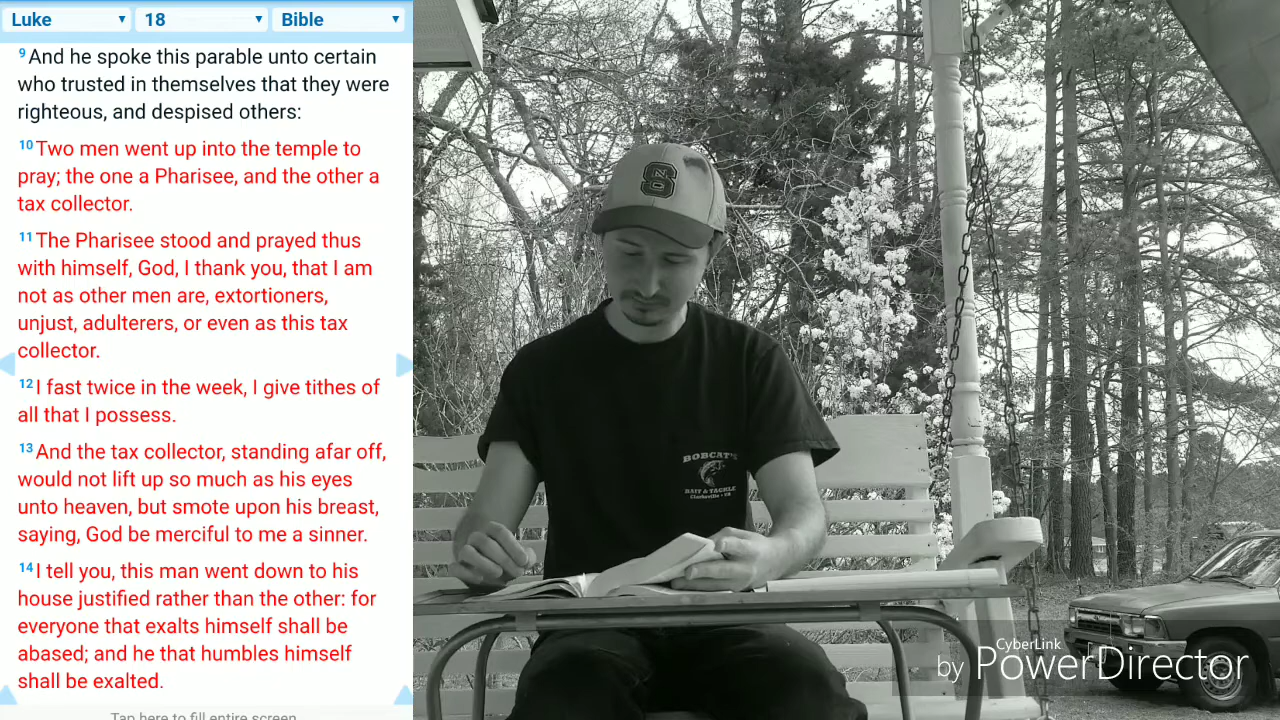 Luke 18 Bible
9 And he spoke this parable unto certain
who trusted in themselves that they were
righteous, and despised others:
10 Two men went up into the temple to
pray; the one a Pharisee, and the other a
tax collector.
11 The Pharisee stood and prayed thus
with himself, God, I thank you, that I am
not as other men are, extortioners,
unjust, adulterers, or even as this tax
collector.
12 I fast twice in the week, I give tithes of
all that I possess.
13 And the tax collector, standing afar off,
would not lift up so much as his eyes
unto heaven, but smote upon his breast,
saying, God be merciful to me a sinner.
14 I tell you, this man went down to his
house justified rather than the other: for
everyone that exalts himself shall be
abased; and he that humbles himself
shall be exalted.
Tap here to fill entire screen
BOBCAT'S
BAIT & TACKLE
Clarksville • VA
CyberLink
by PowerDirector